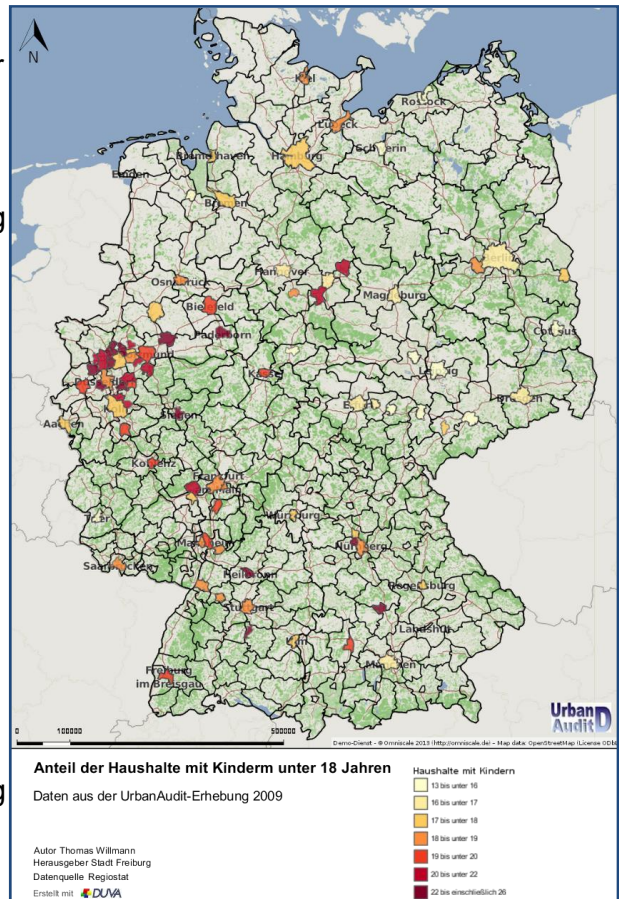 r
g
g
N
Kiel
Rostock
Lübeck
Schwerin
Bremerhaven
Hamburg
Emden
Bremen
Berlin
Hannover
Osnabrück
Magdeburg
Bielefeld
Paderborn
Cottbus
Kassel
Leipzig
Dresden
Erfurt
Aachen
Siegen
Koblenz
Frankfurt
Trier
Würzburg
Mannheim
Nürnberg
Saarbrücken
Heilbronn
Regensburg
Stuttgart
Landshut
Ulm
München
Freiburg
im Breisgau
Urban
Audit D
0 100000 500000
Demo-Dienst - © Omniscale 2013 (http://omniscale.de) - Map data: OpenStreetMap (License ODbL
Anteil der Haushalte mit Kinderm unter 18 Jahren
Daten aus der UrbanAudit-Erhebung 2009
Autor Thomas Willmann
Herausgeber Stadt Freiburg
Datenquelle Regiostat
Erstellt mit DUVA
Haushalte mit Kindern
13 bis unter 16
16 bis unter 17
17 bis unter 18
18 bis unter 19
19 bis unter 20
20 bis unter 22
22 bis einschließlich 26